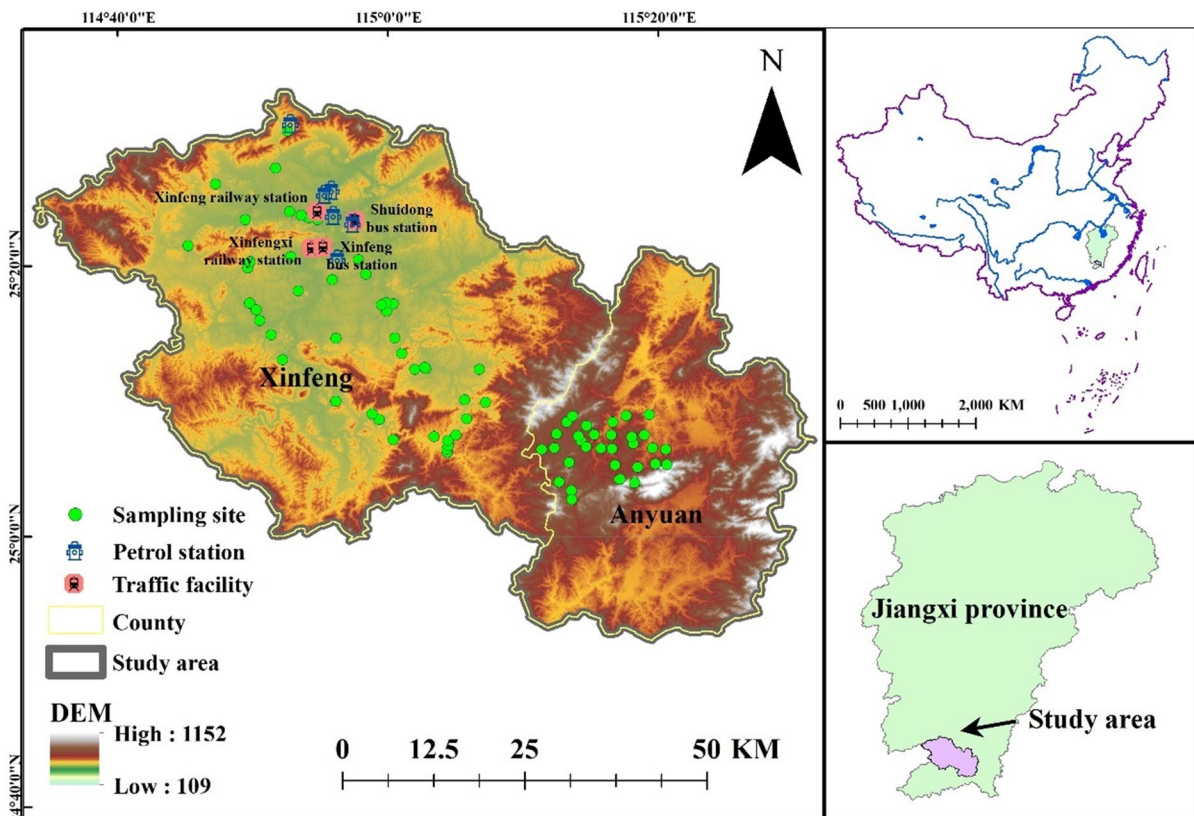 114°40'0"E
115°0'0"E
115°20'0"E
N
Xinfeng railway station
Shuidong
bus station
Xinfengxi
railway station
Xinfeng
bus station
25°20'0"N
Xinfeng
Anyuan
25°0'0"N
Sampling site
Petrol station
Traffic facility
County
Study area
DEM
High : 1152
Low : 109
0 12.5 25 50 KM
4°40'0"N
0 500 1,000 2,000 KM
Jiangxi province
Study area